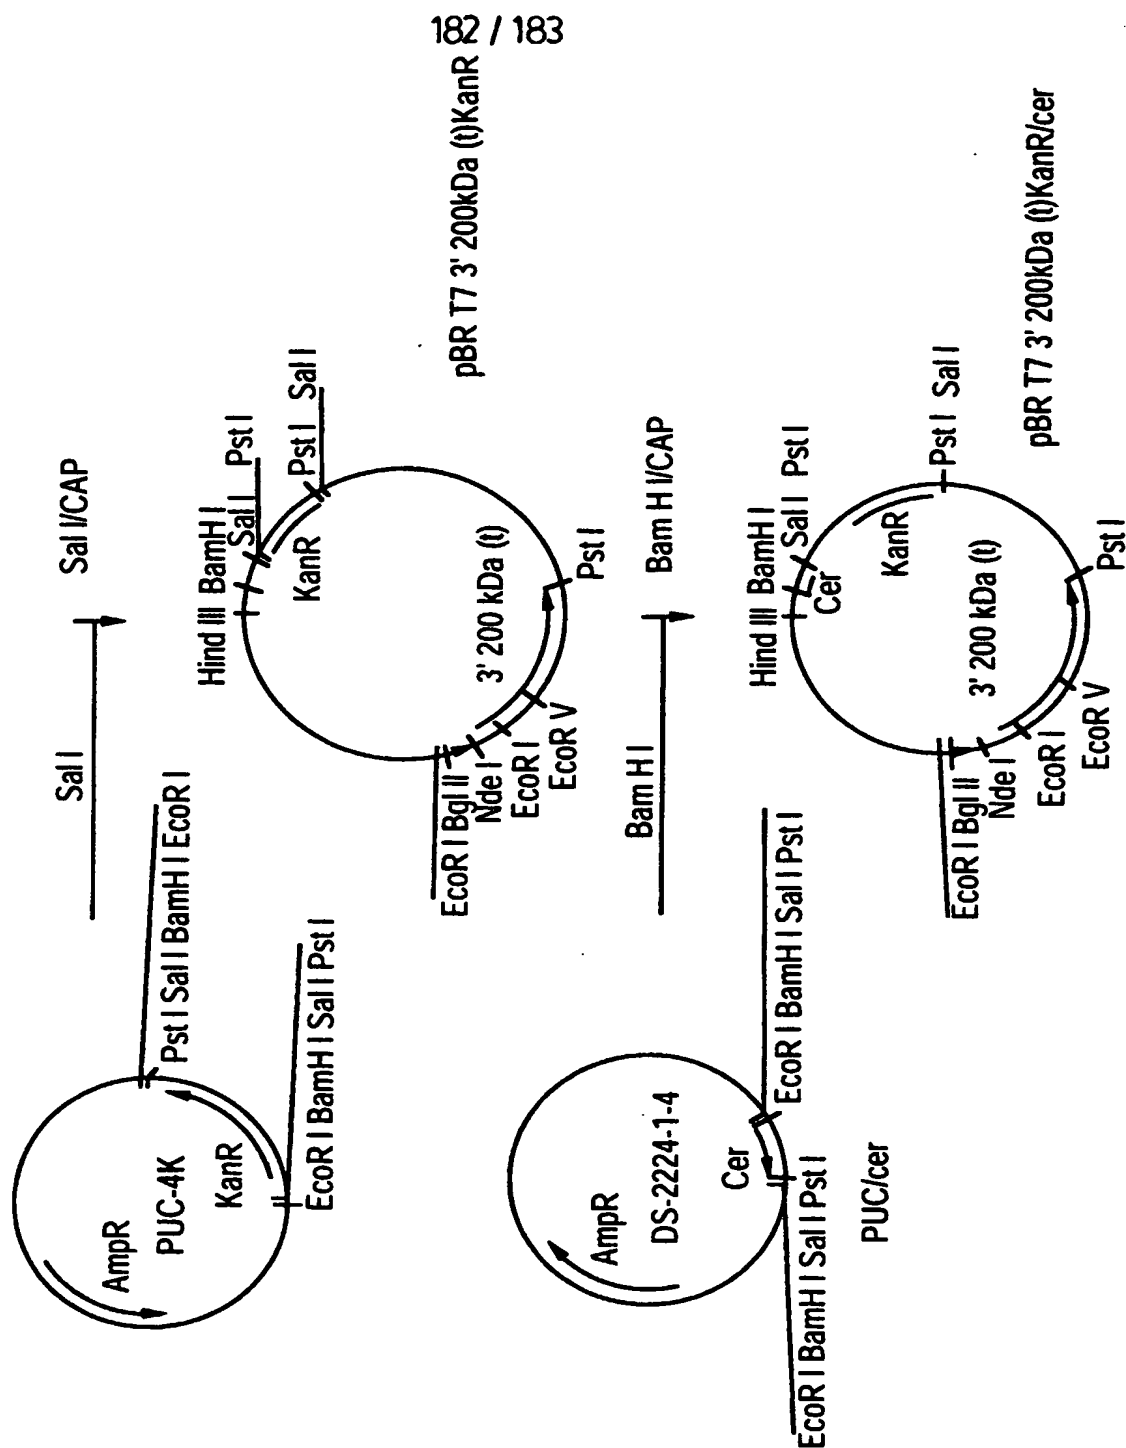 182 / 183
Sal I
Sal I/CAP
Pst I Sal I BamH I EcoR I
AmpR
PUC-4K
KanR
EcoR I BamH I Sal I Pst I
Hind III BamH I
Sal I Pst I
KanR
Pst I Sal I
3' 200 kDa (t)
Pst I
EcoR I Bgl II
Nde I
EcoR I
EcoR V
pBR T7 3' 200kDa (t)KanR
Bam H I
Bam H I/CAP
AmpR
DS-2224-1-4
Cer
EcoR I BamH I Sal I Pst I
EcoR I BamH I Sal I Pst I
PUC/cer
Hind III BamH I
Sal I Pst I
Cer
KanR
Pst I Sal I
3' 200 kDa (t)
Pst I
EcoR I Bgl II
Nde I
EcoR I
EcoR V
pBR T7 3' 200kDa (t)KanR/cer